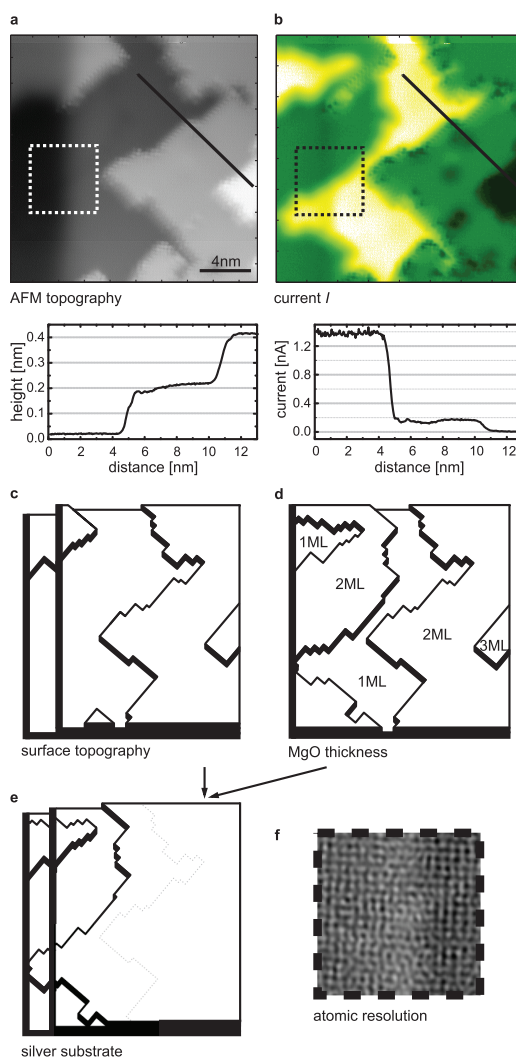 a
b
4nm
AFM topography
current I
0.4
0.3
0.2
0.1
0.0
height [nm]
0 2 4 6 8 10 12
distance [nm]
1.2
0.8
0.4
0.0
current [nA]
0 2 4 6 8 10 12
distance [nm]
c
d
1ML
2ML
2ML
3ML
1ML
surface topography
MgO thickness
e
f
atomic resolution
silver substrate